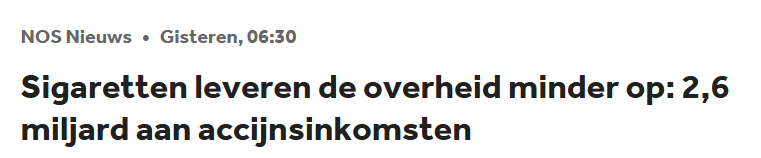 NOS Nieuws • Gisteren, 06:30
Sigaretten leveren de overheid minder op: 2,6
miljard aan accijnsinkomsten